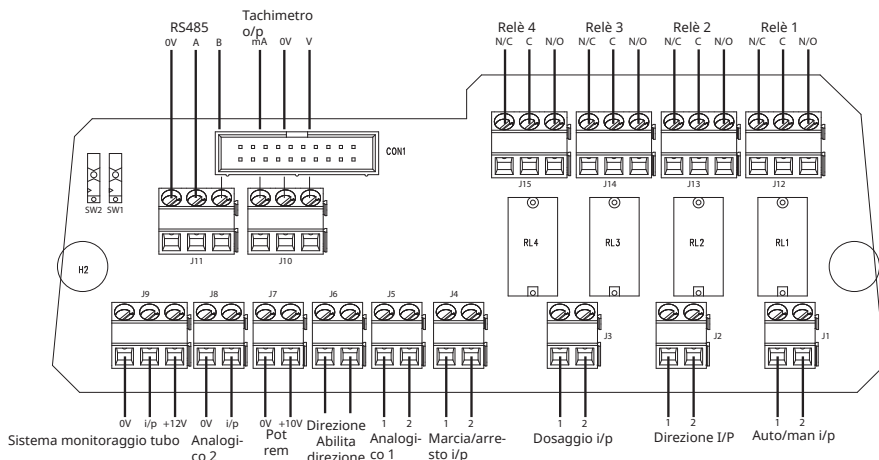 RS485
Tachimetro
o/p
0V A B mA 0V V
Relè 4 Relè 3 Relè 2 Relè 1
N/C C N/O N/C C N/O N/C C N/O N/C C N/O
CON1
J15 J14 J13 J12
SW2 SW1
J11 J10
RL4 RL3 RL2 RL1
H2
J9 J8 J7 J6 J5 J4
J3 J2 J1
0V i/p +12V 0V i/p 0V +10V 1 2 1 2 1 2 1 2 1 2
Sistema monitoraggio tubo
Analogi-
co 2
Pot
rem
Direzione
Abilita
direzione
Analogi-
co 1
Marcia/arre-
sto i/p
Dosaggio i/p
Direzione I/P
Auto/man i/p